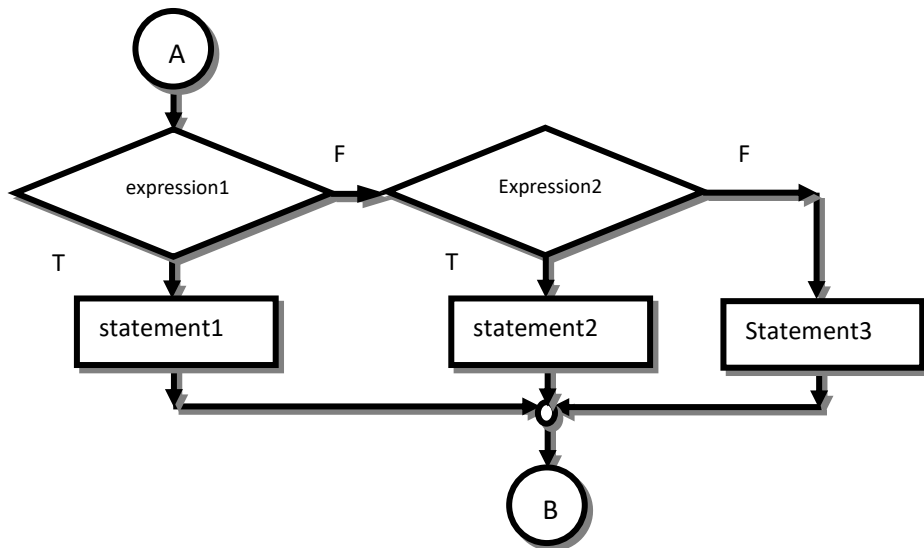 A
F
F
expression1
Expression2
T
T
statement1
statement2
Statement3
B